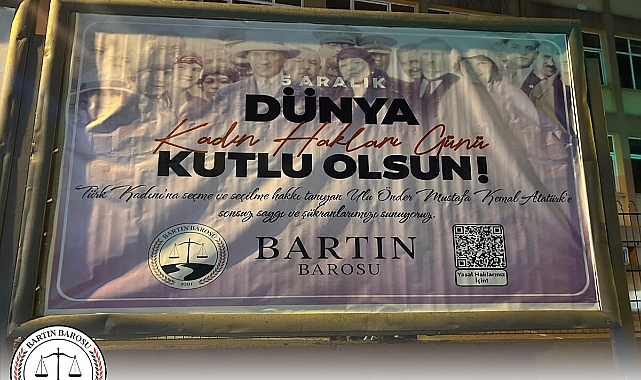 5 ARALIK
DÜNYA
Kadın Hakları Günü
KUTLU OLSUN!
Türk Kadını'na seçme ve seçilme hakkı tanıyan Ulu Önder Mustafa Kemal Atatürk'e
sonsuz saygı ve şükranlarımızı sunuyoruz.
BARTIN BAROSU
1991
BARTIN
BAROSU
Yasal Haklarınız
İçin!
BARTIN BAROSU